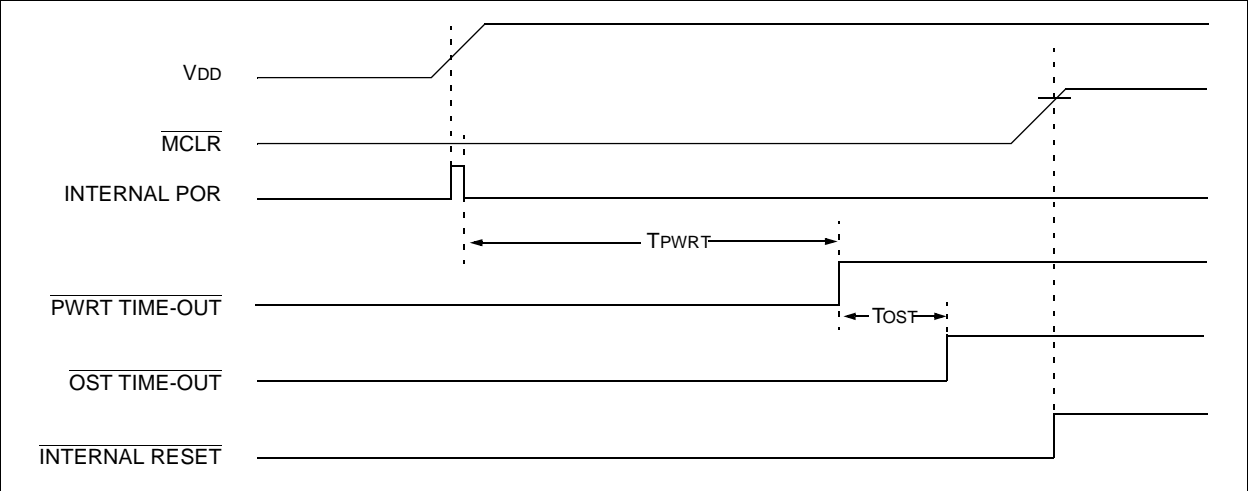 VDD
MCLR
INTERNAL POR
TPWRT
PWRT TIME-OUT
TOST
OST TIME-OUT
INTERNAL RESET